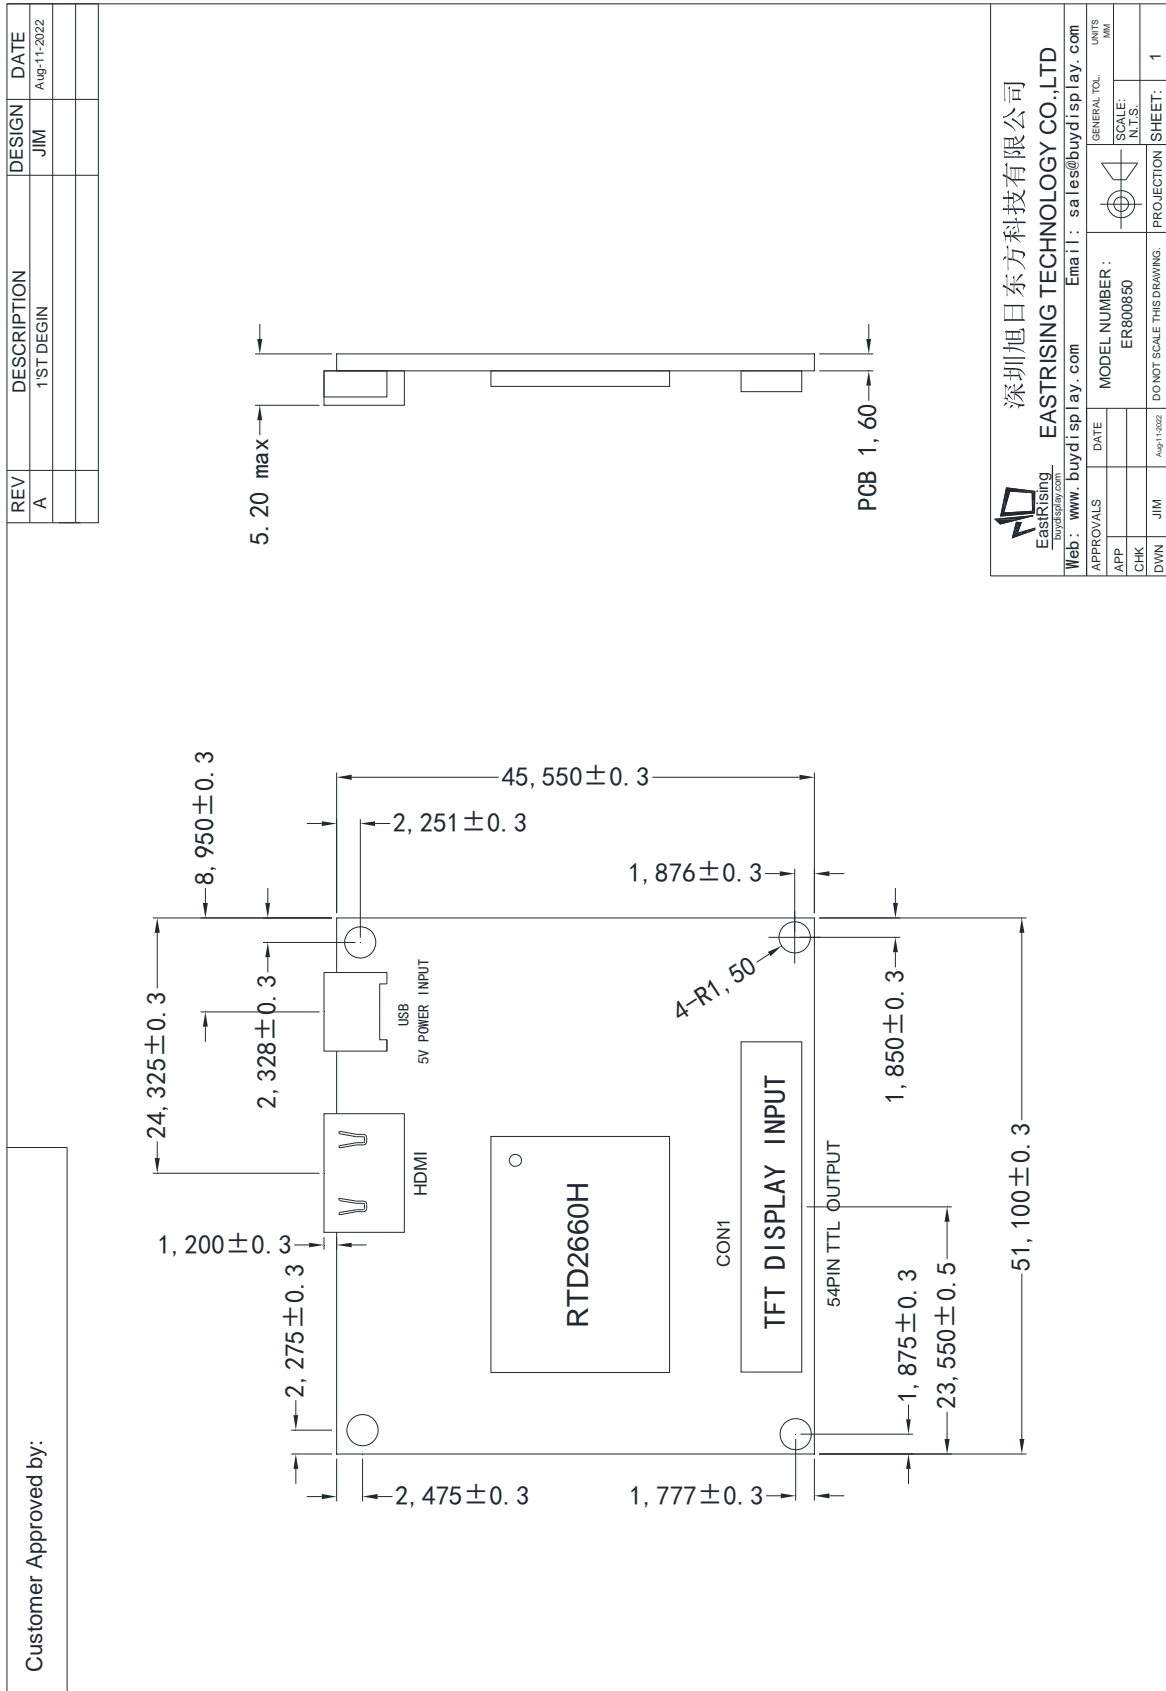 Customer Approved by:
REV DESCRIPTION DESIGN DATE
A 1'ST DEGIN JIM Aug-11-2022
24,325±0.3
8,950±0.3
2,328±0.3
1,200±0.3
2,275±0.3
2,475±0.3
2,251±0.3
45,550±0.3
1,876±0.3
1,777±0.3
4-R1,50
HDMI
USB
5V POWER INPUT
RTD2660H
CON1
TFT DISPLAY INPUT
54PIN TTL OUTPUT
1,850±0.3
1,875±0.3
23,550±0.5
51,100±0.3
5.20 max
PCB 1,60
深圳旭日东方科技有限公司
EastRising
buydisplay.com
EASTRISING TECHNOLOGY CO.,LTD
Web: www.buydisplay.com Email: sales@buydisplay.com
APPROVALS DATE
APP
CHK
DWN JIM Aug-11-2022
MODEL NUMBER:
ER800850
DO NOT SCALE THIS DRAWING.
PROJECTION
GENERAL TOL. UNITS
MM
SCALE:
N.T.S.
SHEET: 1